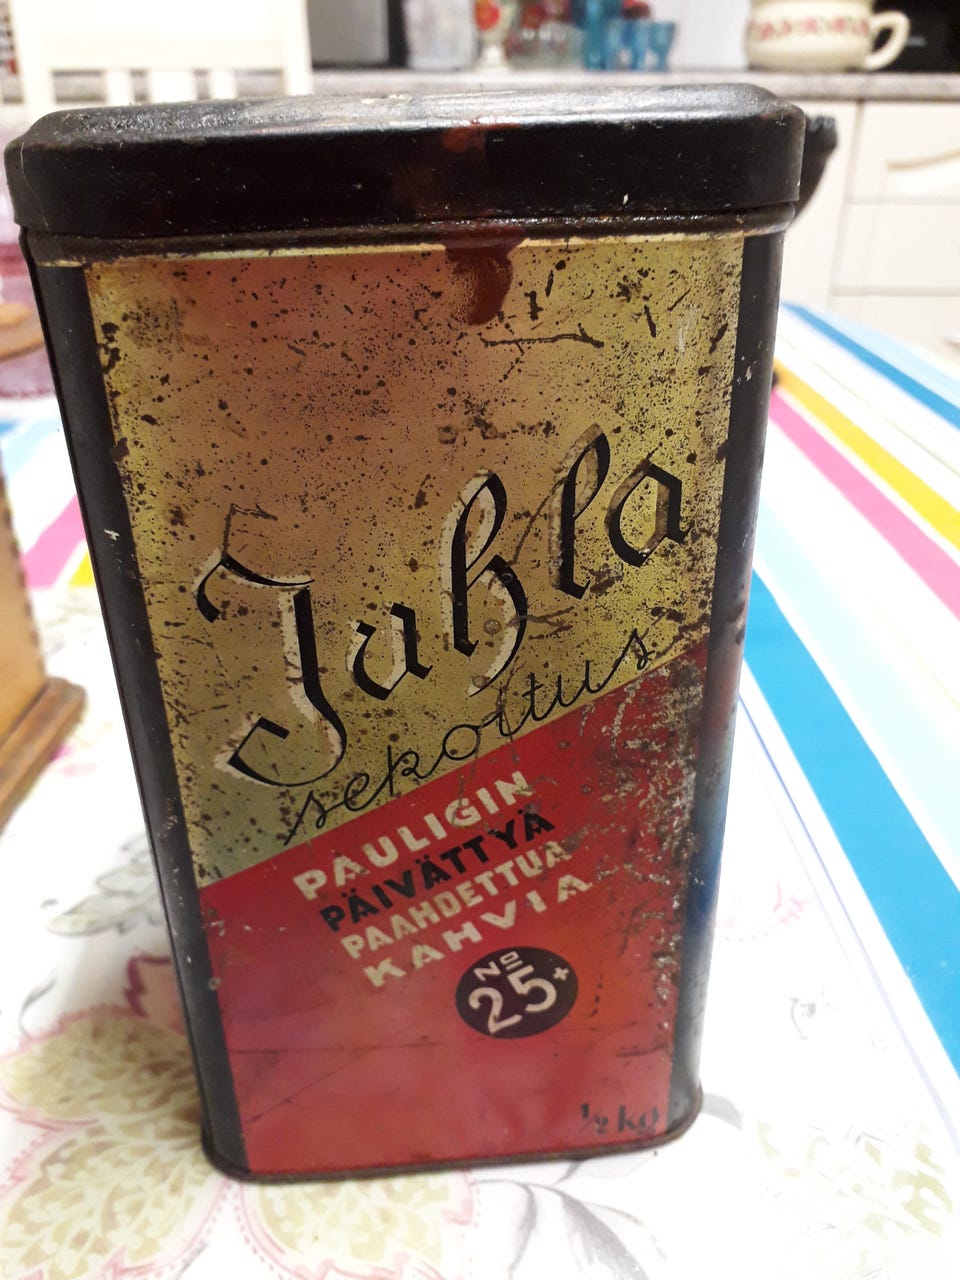 Juhla
sekoitus
PAULIGIN
PÄIVÄTTYÄ
PAAHDETTUA
KAHVIA
No
25+
½ kg